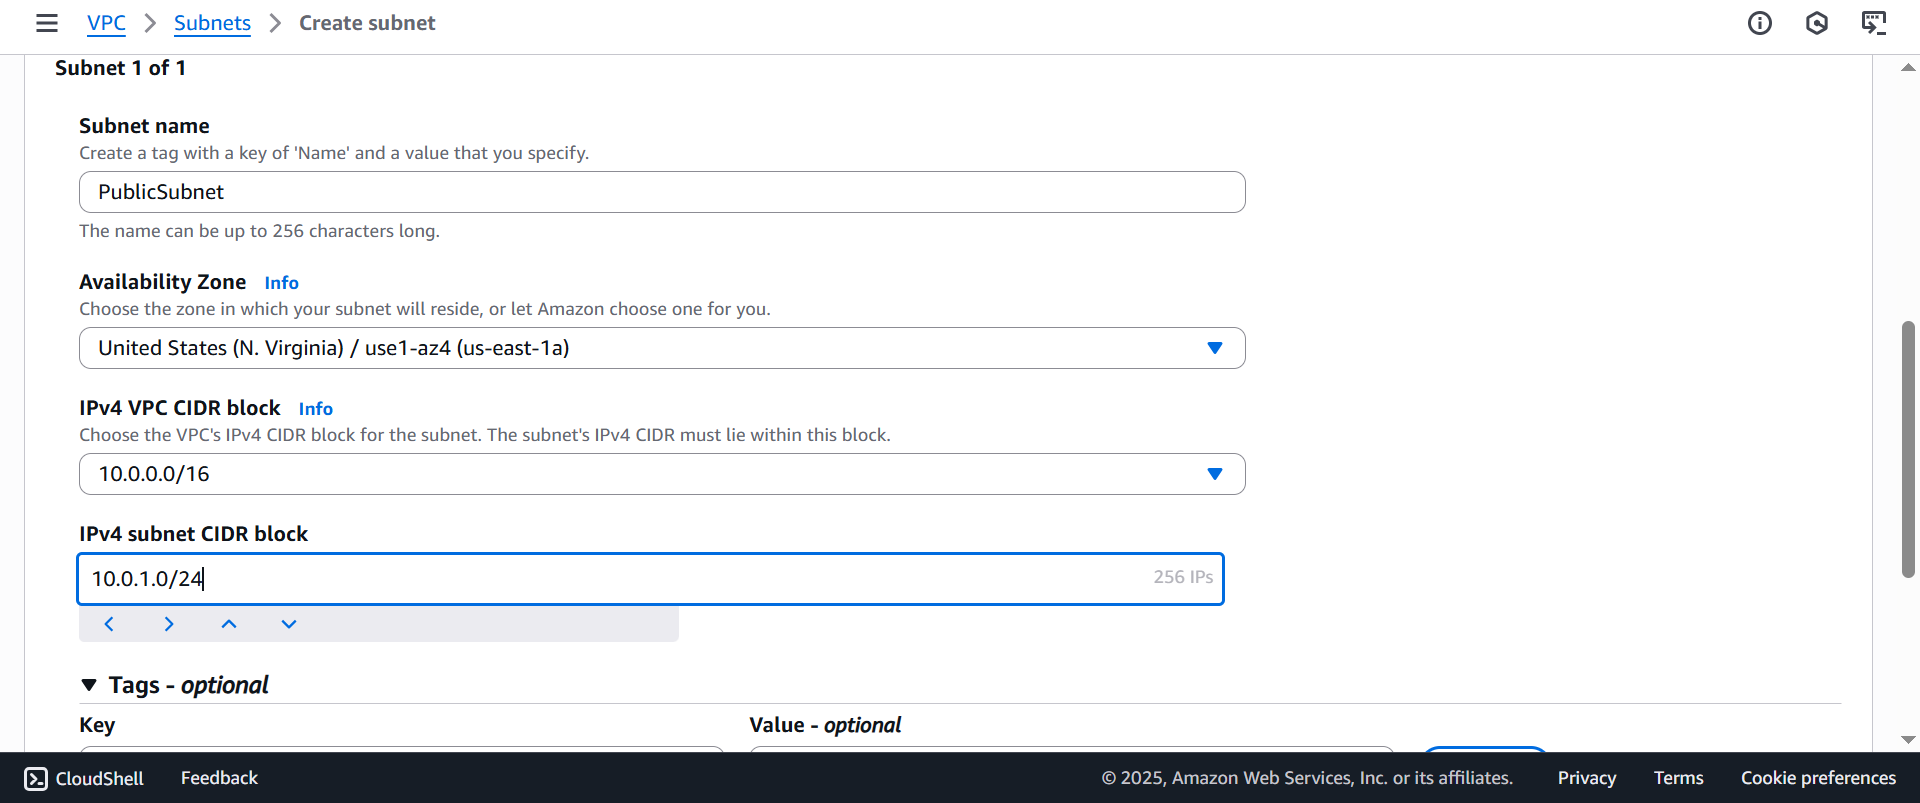 VPC > Subnets > Create subnet
Subnet 1 of 1
Subnet name
Create a tag with a key of 'Name' and a value that you specify.
PublicSubnet
The name can be up to 256 characters long.
Availability Zone Info
Choose the zone in which your subnet will reside, or let Amazon choose one for you.
United States (N. Virginia) / use1-az4 (us-east-1a)
IPv4 VPC CIDR block Info
Choose the VPC's IPv4 CIDR block for the subnet. The subnet's IPv4 CIDR must lie within this block.
10.0.0.0/16
IPv4 subnet CIDR block
10.0.1.0/24 256 IPs
Tags - optional
Key Value - optional
CloudShell Feedback © 2025, Amazon Web Services, Inc. or its affiliates. Privacy Terms Cookie preferences